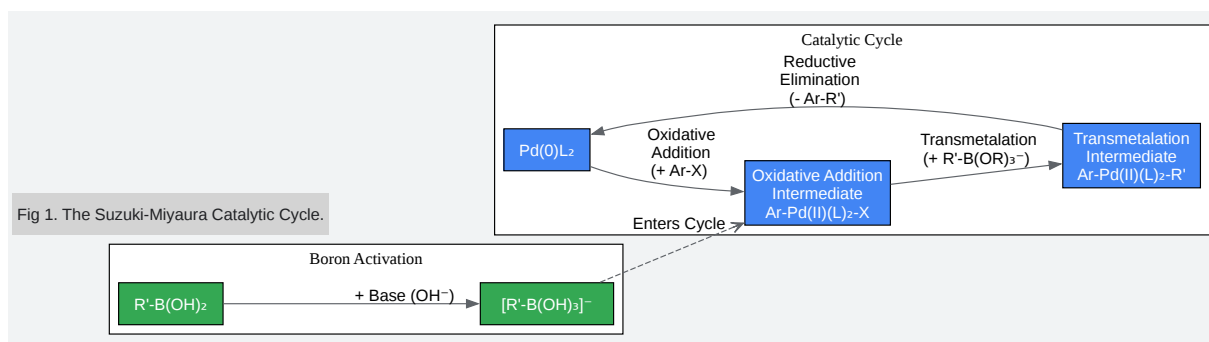 Catalytic Cycle
Reductive
Elimination
(- Ar-R')
Pd(0)L₂
Oxidative
Addition
(+ Ar-X)
Oxidative Addition
Intermediate
Ar-Pd(II)(L)₂-X
Transmetalation
(+ R'-B(OR)₃⁻)
Transmetalation
Intermediate
Ar-Pd(II)(L)₂-R'
Fig 1. The Suzuki-Miyaura Catalytic Cycle.
Enters Cycle
Boron Activation
R'-B(OH)₂
+ Base (OH⁻)
[R'-B(OH)₃]⁻